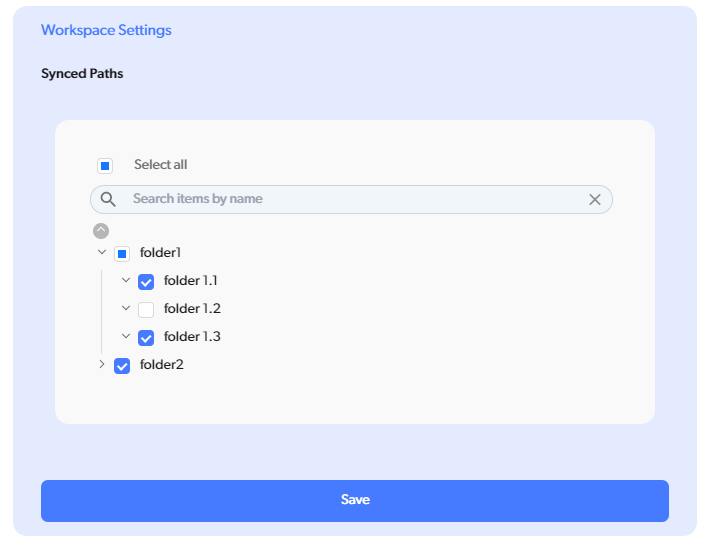 Workspace Settings
Synced Paths
Select all
Search items by name
folder1
folder 1.1
folder 1.2
folder 1.3
folder2
Save